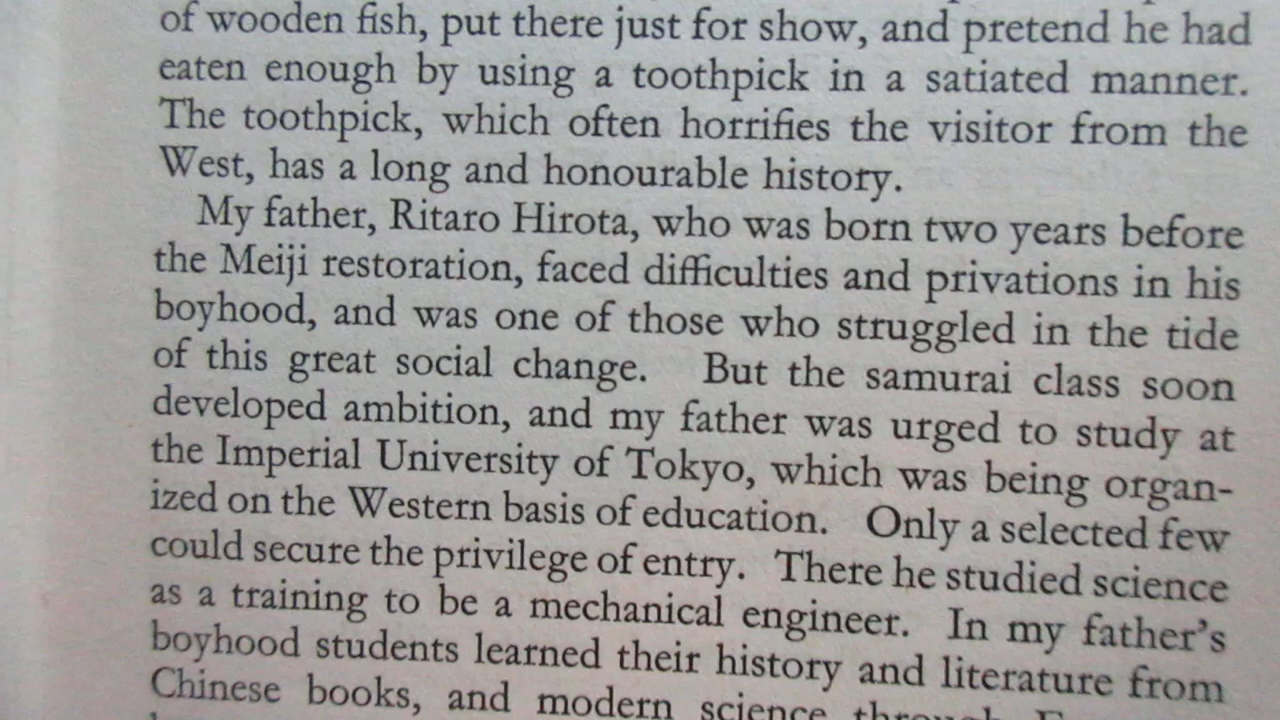 of wooden fish, put there just for show, and pretend he had
eaten enough by using a toothpick in a satiated manner.
The toothpick, which often horrifies the visitor from the
West, has a long and honourable history.
My father, Ritaro Hirota, who was born two years before
the Meiji restoration, faced difficulties and privations in his
boyhood, and was one of those who struggled in the tide
of this great social change. But the samurai class soon
developed ambition, and my father was urged to study at
the Imperial University of Tokyo, which was being organ-
ized on the Western basis of education. Only a selected few
could secure the privilege of entry. There he studied science
as a training to be a mechanical engineer. In my father's
boyhood students learned their history and literature from
Chinese books, and modern science through